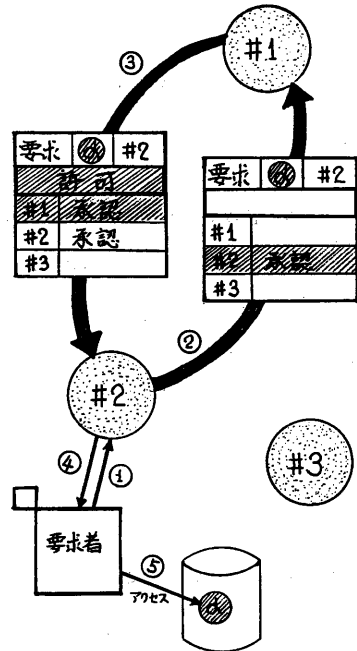 #1
③
要求 α #2
許可
#1 承認
#2 承認
#3
要求 α #2
#1
#2 承認
#3
②
#2
④ ①
#3
要求者
⑤
アクセス
α